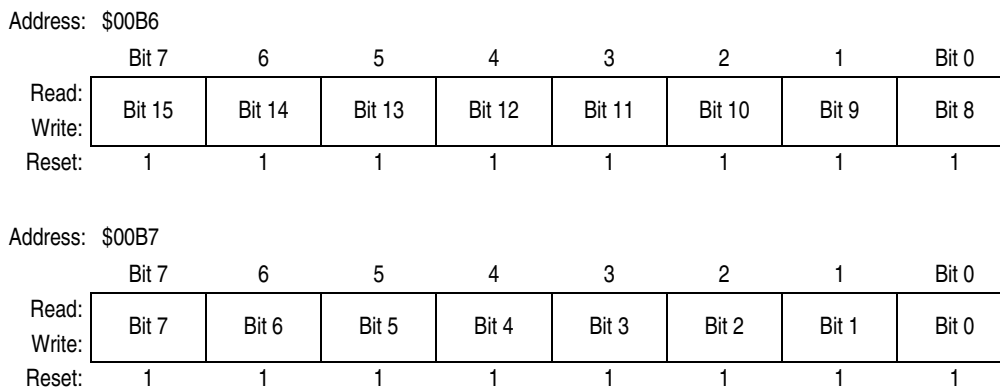 Address: $00B6
Bit 7 6 5 4 3 2 1 Bit 0
Read:
Bit 15 Bit 14 Bit 13 Bit 12 Bit 11 Bit 10 Bit 9 Bit 8
Write:
Reset: 1 1 1 1 1 1 1 1
Address: $00B7
Bit 7 6 5 4 3 2 1 Bit 0
Read:
Bit 7 Bit 6 Bit 5 Bit 4 Bit 3 Bit 2 Bit 1 Bit 0
Write:
Reset: 1 1 1 1 1 1 1 1